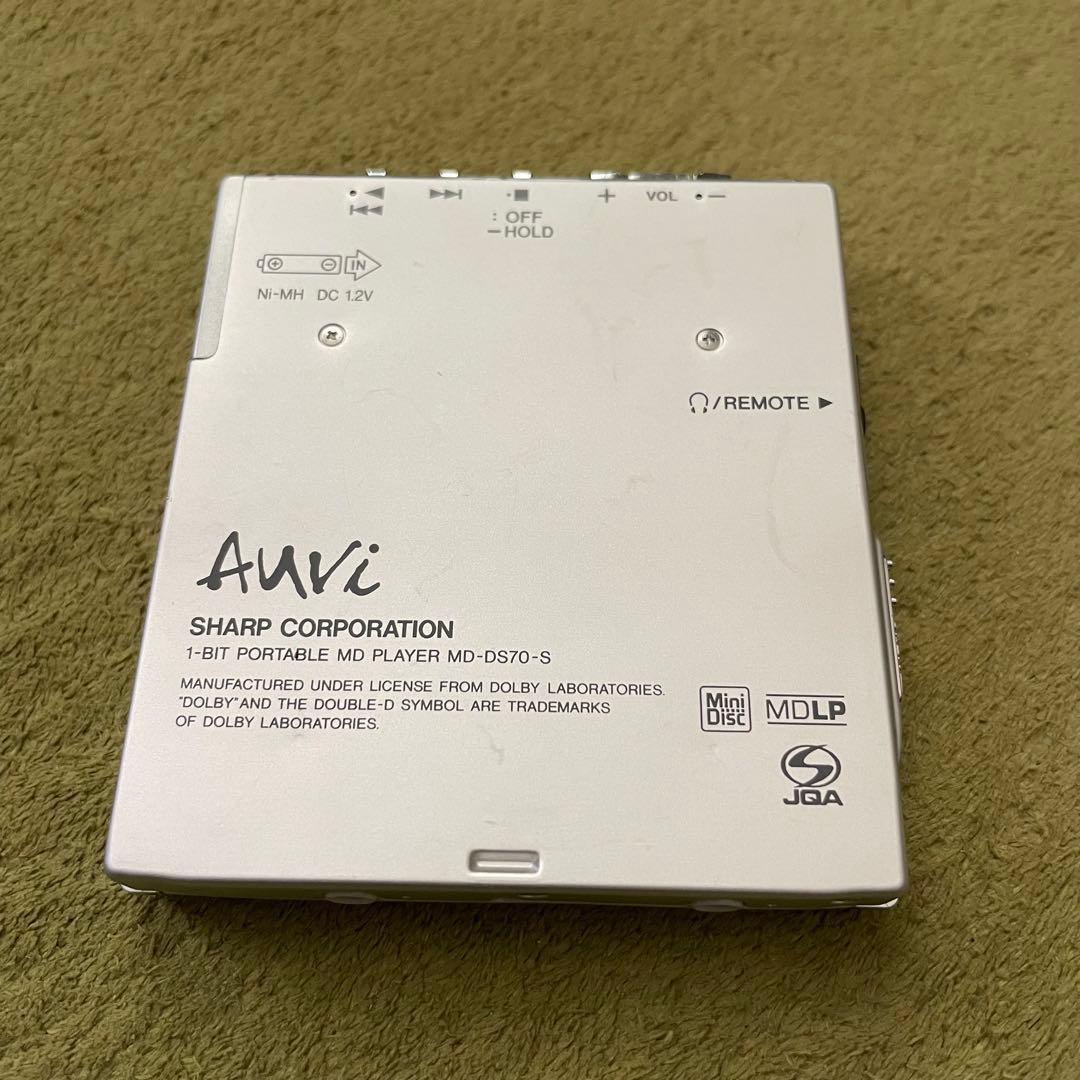 VOL
: OFF
— HOLD
IN
Ni-MH DC 1.2V
/REMOTE ▶
Auvi
SHARP CORPORATION
1-BIT PORTABLE MD PLAYER MD-DS70-S
MANUFACTURED UNDER LICENSE FROM DOLBY LABORATORIES.
"DOLBY"AND THE DOUBLE-D SYMBOL ARE TRADEMARKS
OF DOLBY LABORATORIES.
Mini
Disc
MDLP
JQA